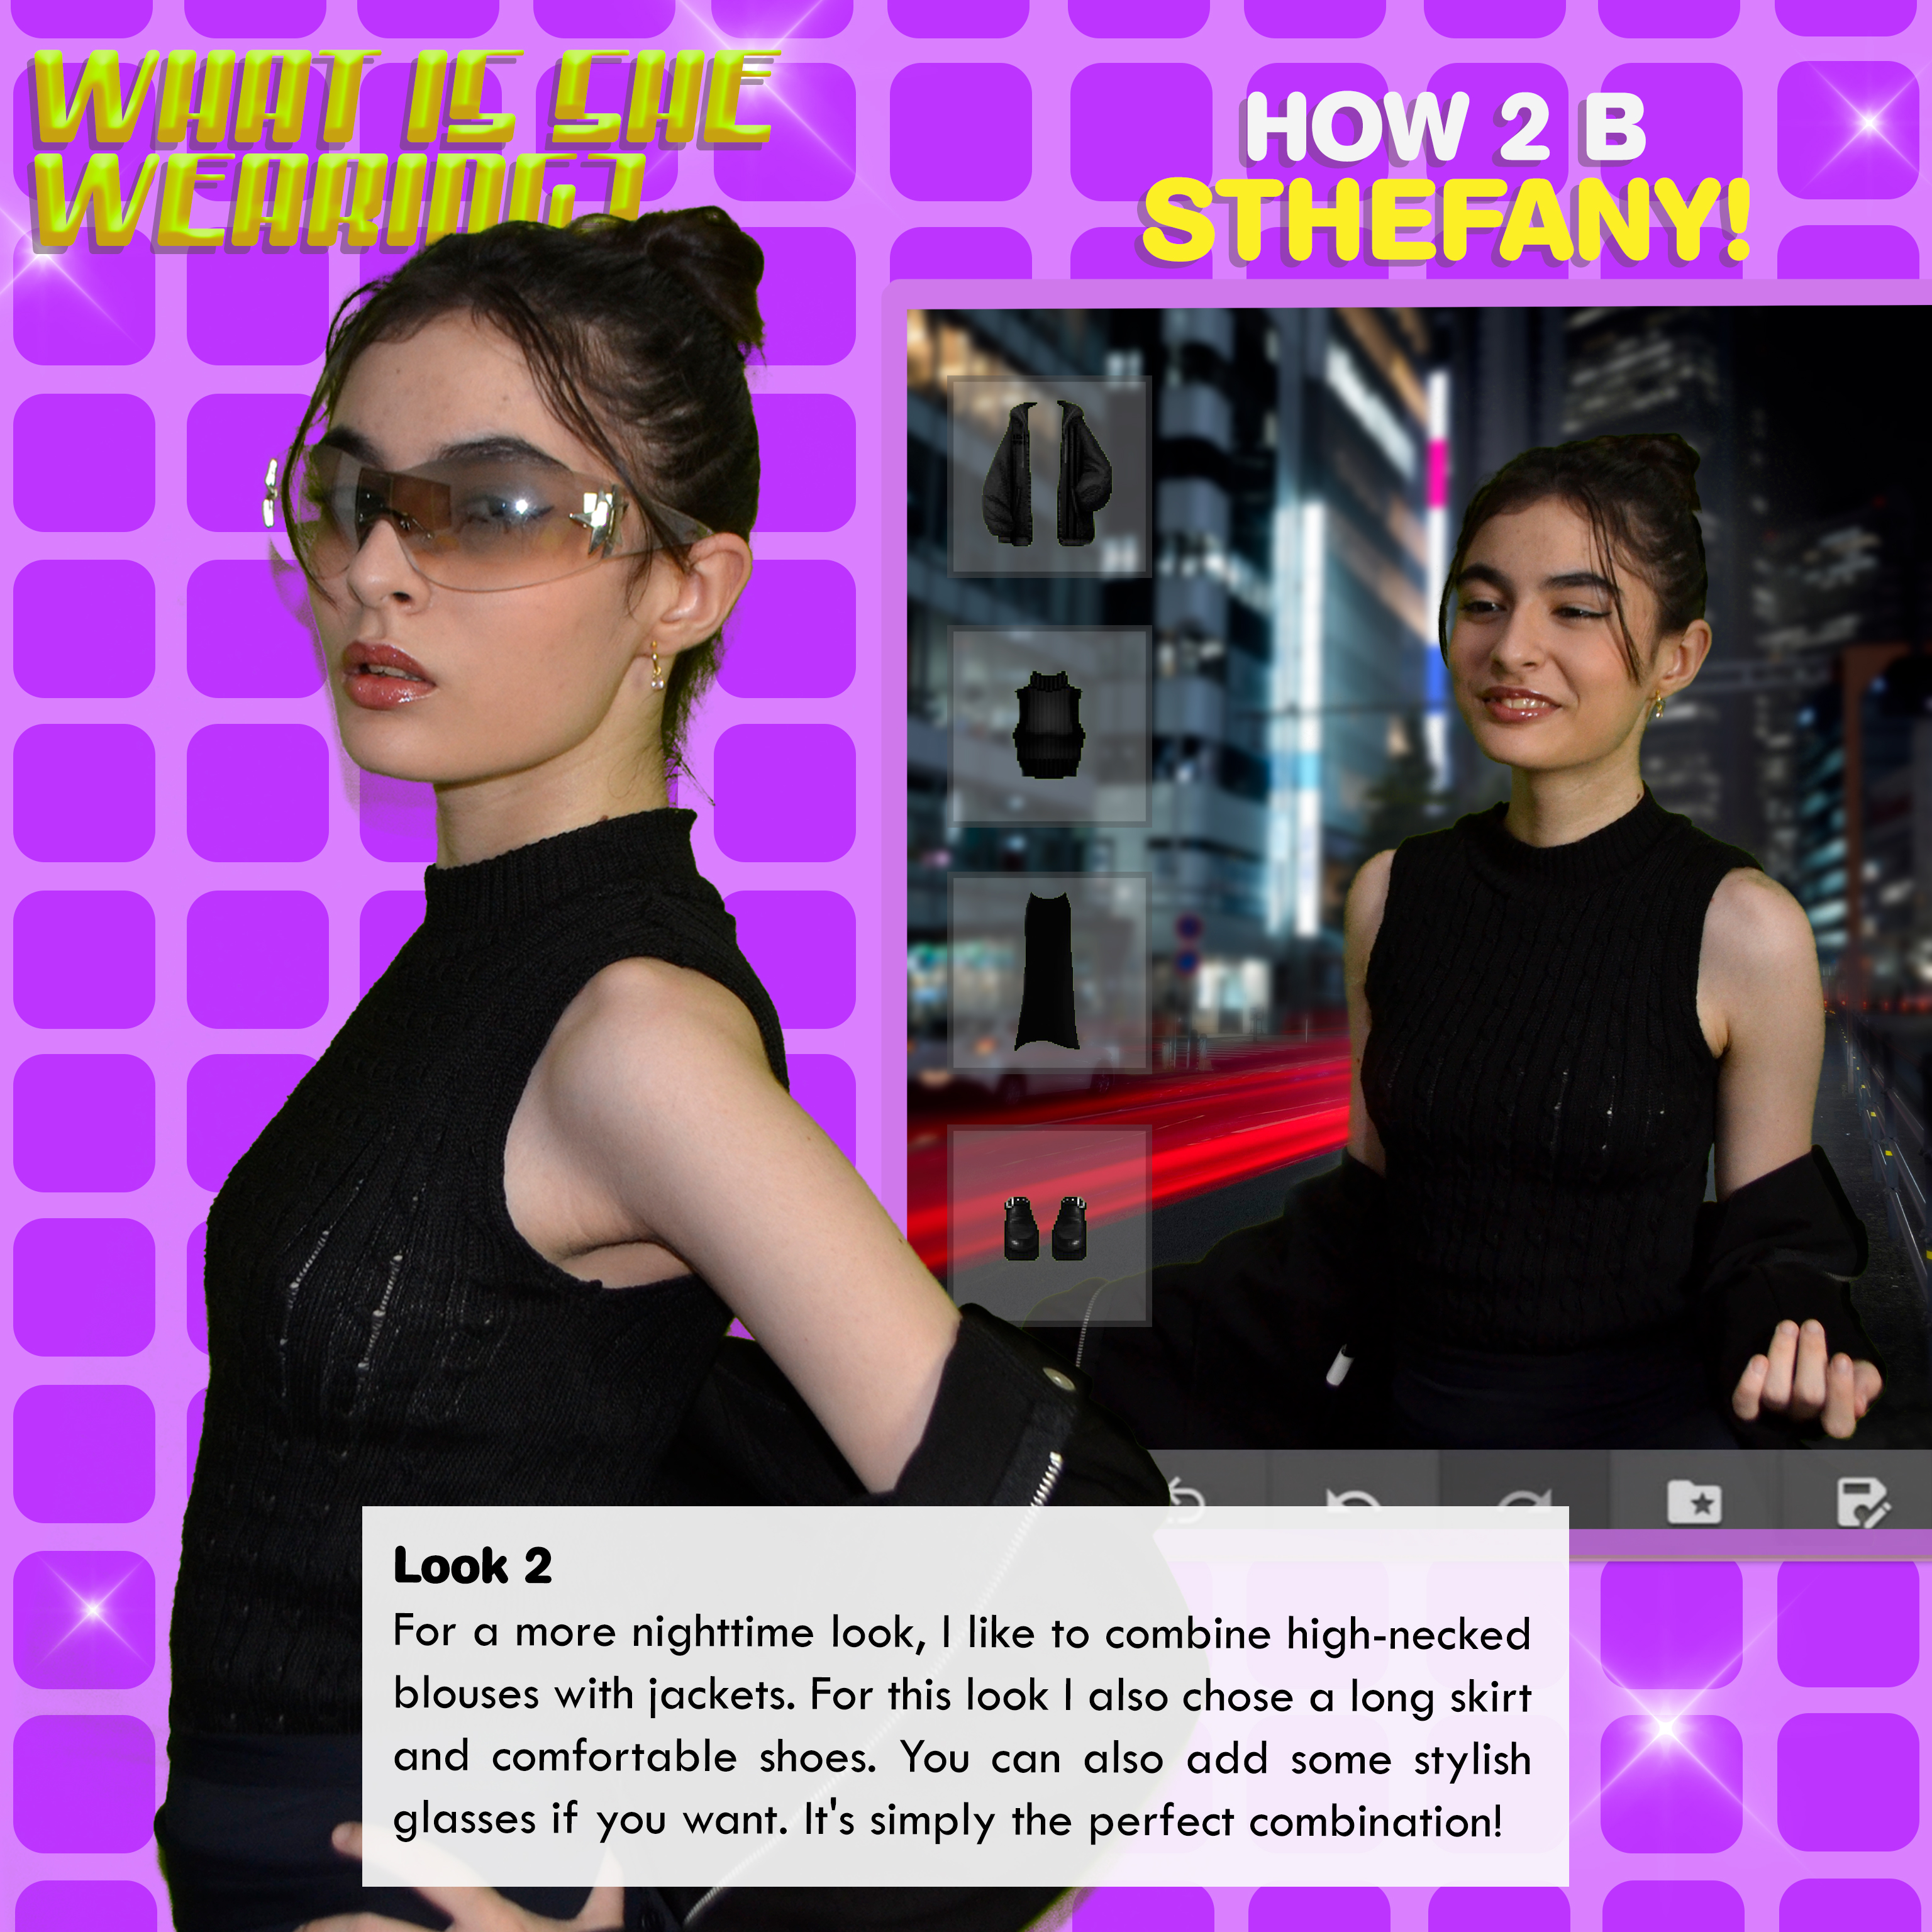 WHAT IS SHE
WEARING?
HOW 2 B
STHEFANY!
Look 2
For a more nighttime look, I like to combine high-necked
blouses with jackets. For this look I also chose a long skirt
and comfortable shoes. You can also add some stylish
glasses if you want. It's simply the perfect combination!